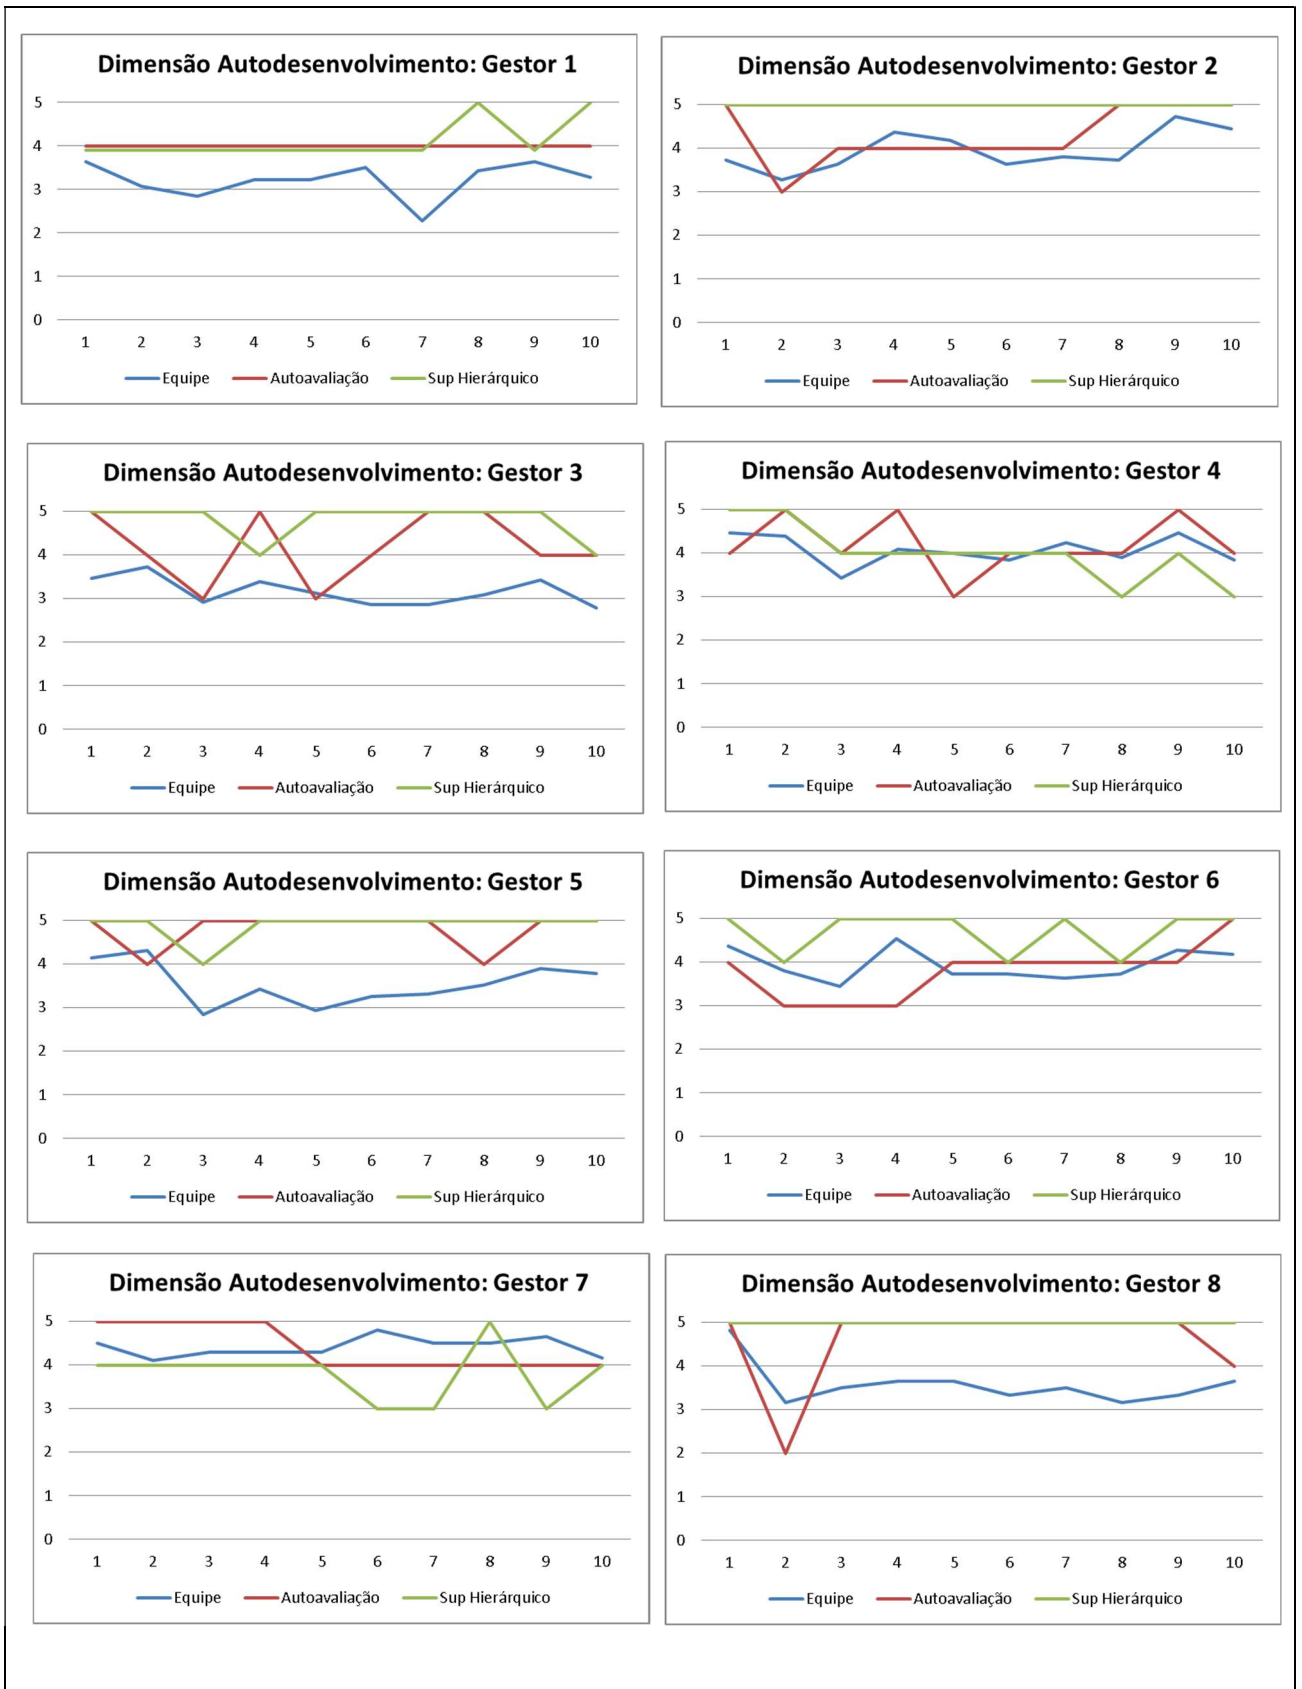 Dimensão Autodesenvolvimento: Gestor 1
5
4
3
2
1
0
1 2 3 4 5 6 7 8 9 10
Equipe Autoavaliação Sup Hierárquico
Dimensão Autodesenvolvimento: Gestor 2
5
4
3
2
1
0
1 2 3 4 5 6 7 8 9 10
Equipe Autoavaliação Sup Hierárquico
Dimensão Autodesenvolvimento: Gestor 3
5
4
3
2
1
0
1 2 3 4 5 6 7 8 9 10
Equipe Autoavaliação Sup Hierárquico
Dimensão Autodesenvolvimento: Gestor 4
5
4
3
2
1
0
1 2 3 4 5 6 7 8 9 10
Equipe Autoavaliação Sup Hierárquico
Dimensão Autodesenvolvimento: Gestor 5
5
4
3
2
1
0
1 2 3 4 5 6 7 8 9 10
Equipe Autoavaliação Sup Hierárquico
Dimensão Autodesenvolvimento: Gestor 6
5
4
3
2
1
0
1 2 3 4 5 6 7 8 9 10
Equipe Autoavaliação Sup Hierárquico
Dimensão Autodesenvolvimento: Gestor 7
5
4
3
2
1
0
1 2 3 4 5 6 7 8 9 10
Equipe Autoavaliação Sup Hierárquico
Dimensão Autodesenvolvimento: Gestor 8
5
4
3
2
1
0
1 2 3 4 5 6 7 8 9 10
Equipe Autoavaliação Sup Hierárquico